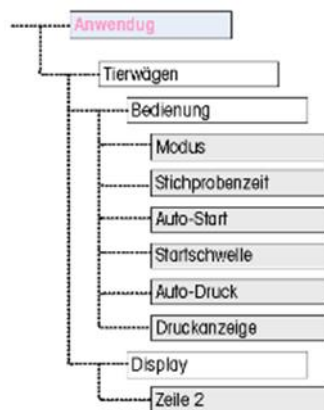 Anwendug
Tierwägen
Bedienung
Modus
Stichprobenzeit
Auto-Start
Startschwelle
Auto-Druck
Druckanzeige
Display
Zeile 2